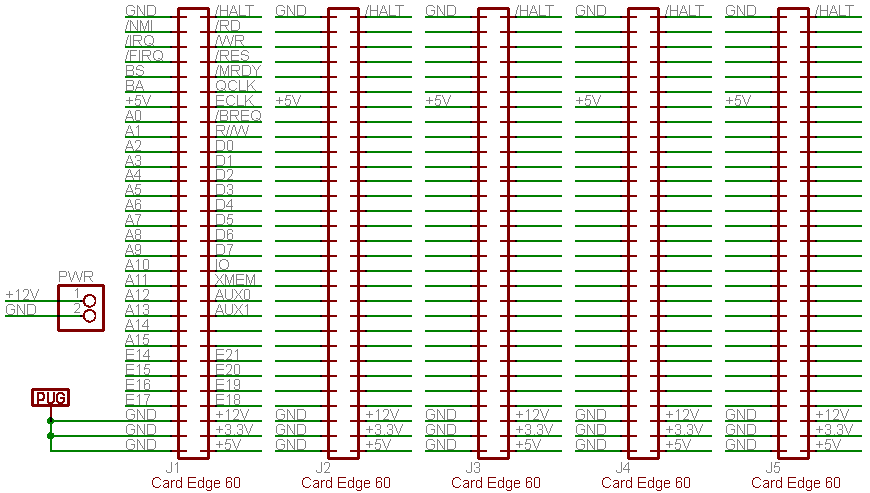 GND /HALT GND /HALT GND /HALT GND /HALT GND /HALT
/NMI /RD
/IRQ /WR
/FIRQ /RES
BS /MRDY
BA QCLK
+5V ECLK +5V +5V +5V +5V
A0 /BREQ
A1 R//W
A2 D0
A3 D1
A4 D2
A5 D3
A6 D4
A7 D5
A8 D6
A9 D7
A10 IO
PWR A11 XMEM
+12V 1 A12 AUX0
GND 2 A13 AUX1
A14
A15
E14 E21
E15 E20
E16 E19
PUG E17 E18
GND +12V GND +12V GND +12V GND +12V GND +12V
GND +3.3V GND +3.3V GND +3.3V GND +3.3V GND +3.3V
GND +5V GND +5V GND +5V GND +5V GND +5V
J1 J2 J3 J4 J5
Card Edge 60 Card Edge 60 Card Edge 60 Card Edge 60 Card Edge 60